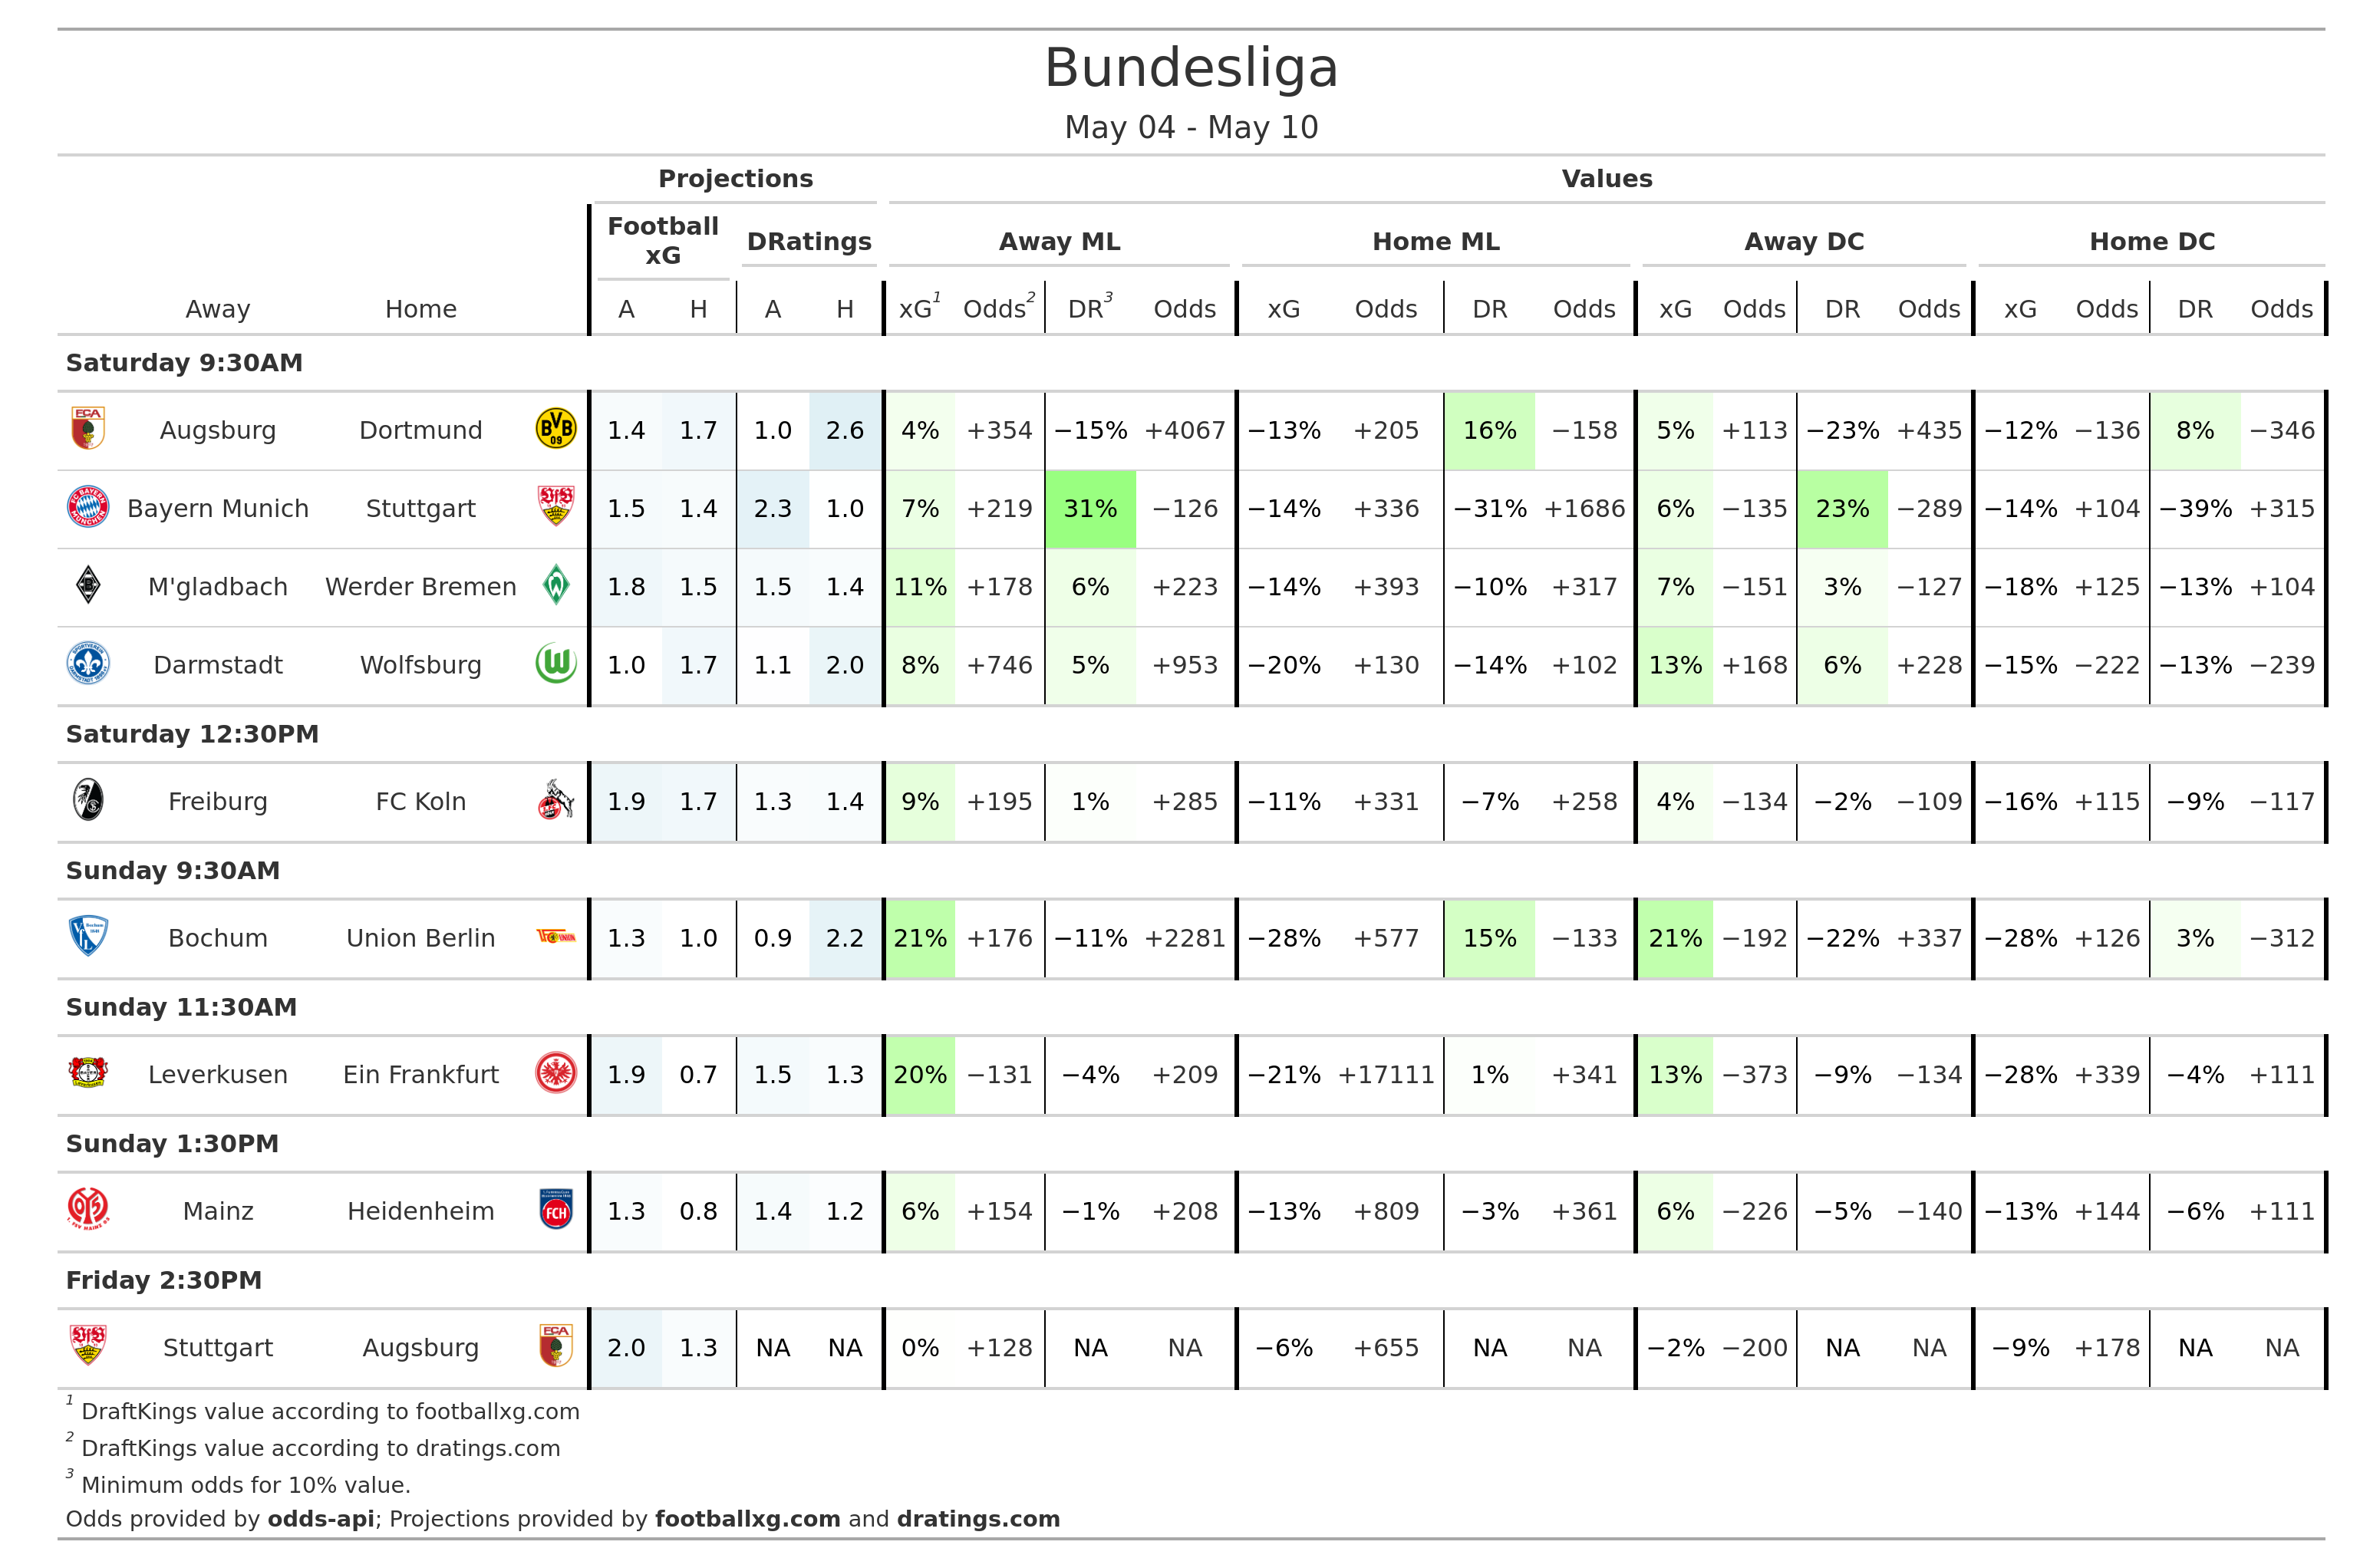 Bundesliga
May 04 - May 10
Projections Values
Football xG DRatings Away ML Home ML Away DC Home DC
Away Home A H A H xG1 Odds2 DR3 Odds xG Odds DR Odds xG Odds DR Odds xG Odds DR Odds
Saturday 9:30AM
Augsburg Dortmund 1.4 1.7 1.0 2.6 4% +354 −15% +4067 −13% +205 16% −158 5% +113 −23% +435 −12% −136 8% −346
Bayern Munich Stuttgart 1.5 1.4 2.3 1.0 7% +219 31% −126 −14% +336 −31% +1686 6% −135 23% −289 −14% +104 −39% +315
M'gladbach Werder Bremen 1.8 1.5 1.5 1.4 11% +178 6% +223 −14% +393 −10% +317 7% −151 3% −127 −18% +125 −13% +104
Darmstadt Wolfsburg 1.0 1.7 1.1 2.0 8% +746 5% +953 −20% +130 −14% +102 13% +168 6% +228 −15% −222 −13% −239
Saturday 12:30PM
Freiburg FC Koln 1.9 1.7 1.3 1.4 9% +195 1% +285 −11% +331 −7% +258 4% −134 −2% −109 −16% +115 −9% −117
Sunday 9:30AM
Bochum Union Berlin 1.3 1.0 0.9 2.2 21% +176 −11% +2281 −28% +577 15% −133 21% −192 −22% +337 −28% +126 3% −312
Sunday 11:30AM
Leverkusen Ein Frankfurt 1.9 0.7 1.5 1.3 20% −131 −4% +209 −21% +17111 1% +341 13% −373 −9% −134 −28% +339 −4% +111
Sunday 1:30PM
Mainz Heidenheim 1.3 0.8 1.4 1.2 6% +154 −1% +208 −13% +809 −3% +361 6% −226 −5% −140 −13% +144 −6% +111
Friday 2:30PM
Stuttgart Augsburg 2.0 1.3 NA NA 0% +128 NA NA −6% +655 NA NA −2% −200 NA NA −9% +178 NA NA
1 DraftKings value according to footballxg.com
2 DraftKings value according to dratings.com
3 Minimum odds for 10% value.
Odds provided by odds-api; Projections provided by footballxg.com and dratings.com